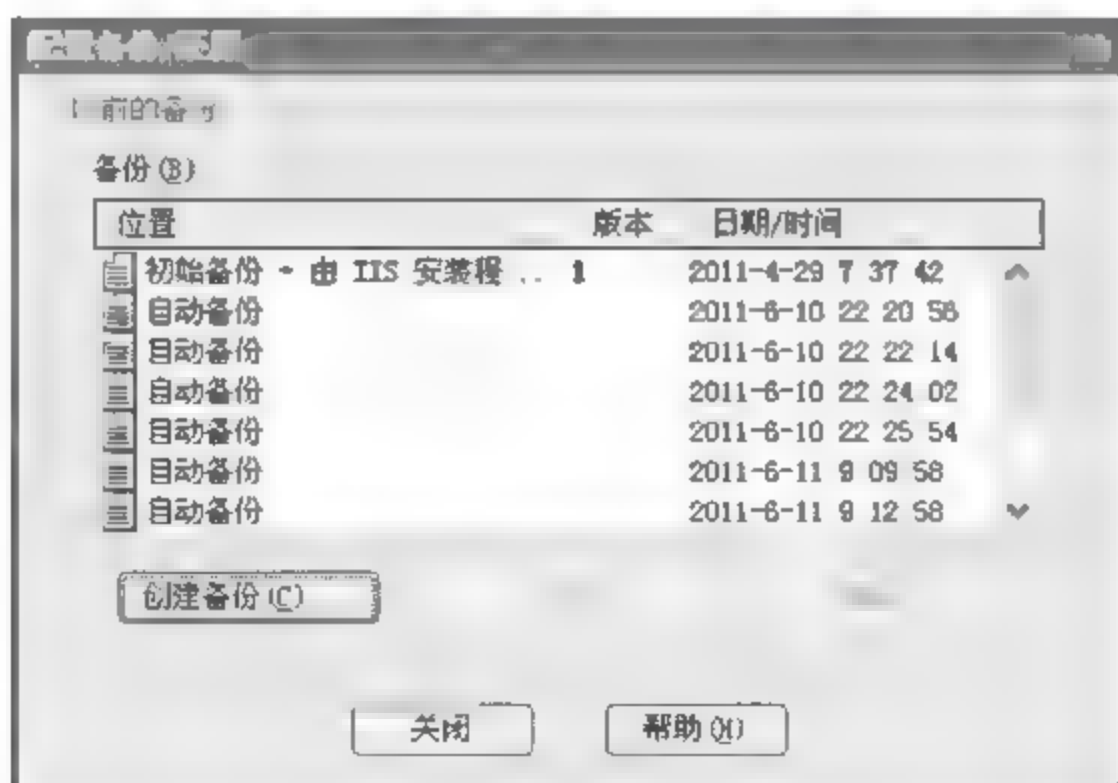 前的备
备份(B)
位置 版本 日期/时间
初始备份 - 由 IIS 安装程 .. 1 2011-4-29 7 37 42
自动备份 2011-6-10 22 20 58
自动备份 2011-6-10 22 22 14
自动备份 2011-6-10 22 24 02
自动备份 2011-6-10 22 25 54
自动备份 2011-6-11 9 09 58
自动备份 2011-6-11 9 12 58
创建备份(C)
关闭 帮助(H)